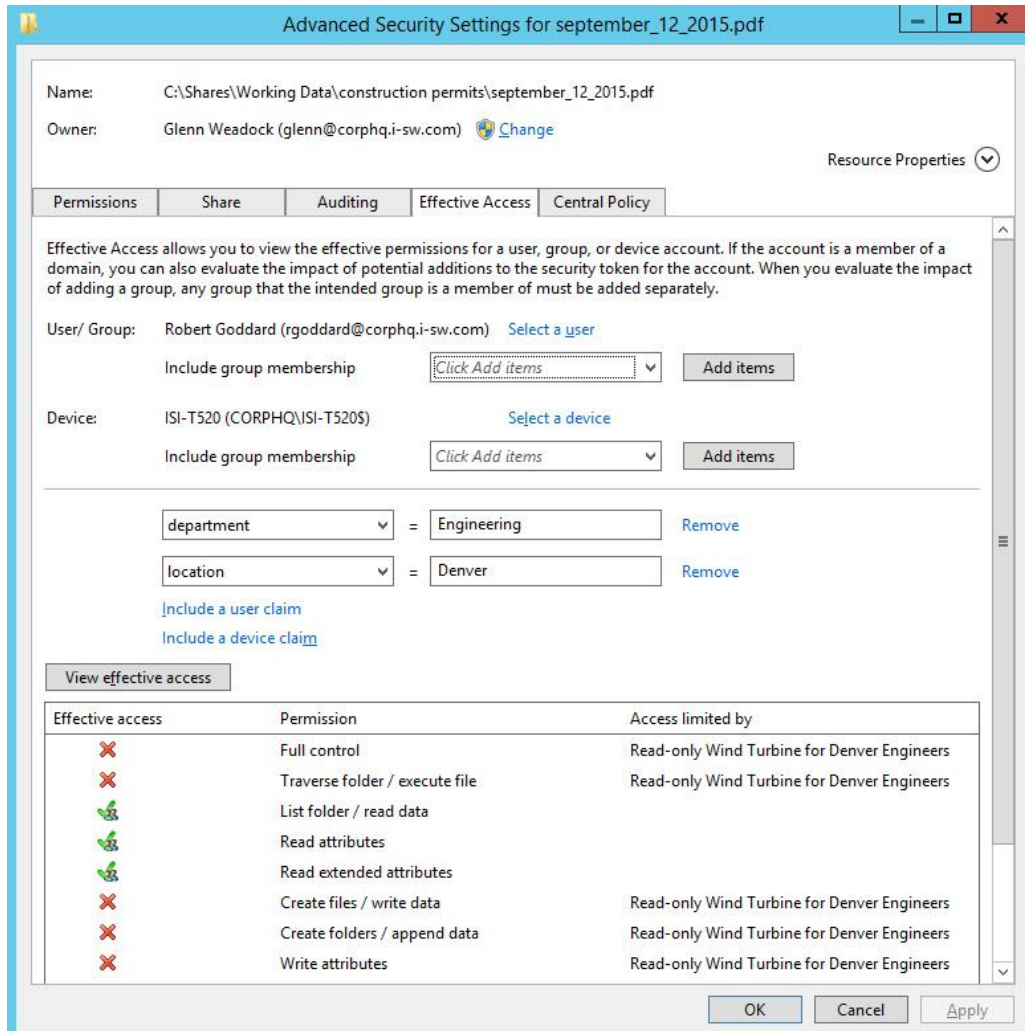 Advanced Security Settings for september_12_2015.pdf
Name: C:\Shares\Working Data\construction permits\september_12_2015.pdf
Owner: Glenn Weadock (glenn@corphq.i-sw.com) Change
Resource Properties
Permissions Share Auditing Effective Access Central Policy
Effective Access allows you to view the effective permissions for a user, group, or device account. If the account is a member of a
domain, you can also evaluate the impact of potential additions to the security token for the account. When you evaluate the impact
of adding a group, any group that the intended group is a member of must be added separately.
User/ Group: Robert Goddard (rgoddard@corphq.i-sw.com) Select a user
Include group membership Click Add items Add items
Device: ISI-T520 (CORPHQ\ISI-T520$) Select a device
Include group membership Click Add items Add items
department = Engineering Remove
location = Denver Remove
Include a user claim
Include a device claim
View effective access
Effective access Permission Access limited by
Full control Read-only Wind Turbine for Denver Engineers
Traverse folder / execute file Read-only Wind Turbine for Denver Engineers
List folder / read data
Read attributes
Read extended attributes
Create files / write data Read-only Wind Turbine for Denver Engineers
Create folders / append data Read-only Wind Turbine for Denver Engineers
Write attributes Read-only Wind Turbine for Denver Engineers
OK Cancel Apply